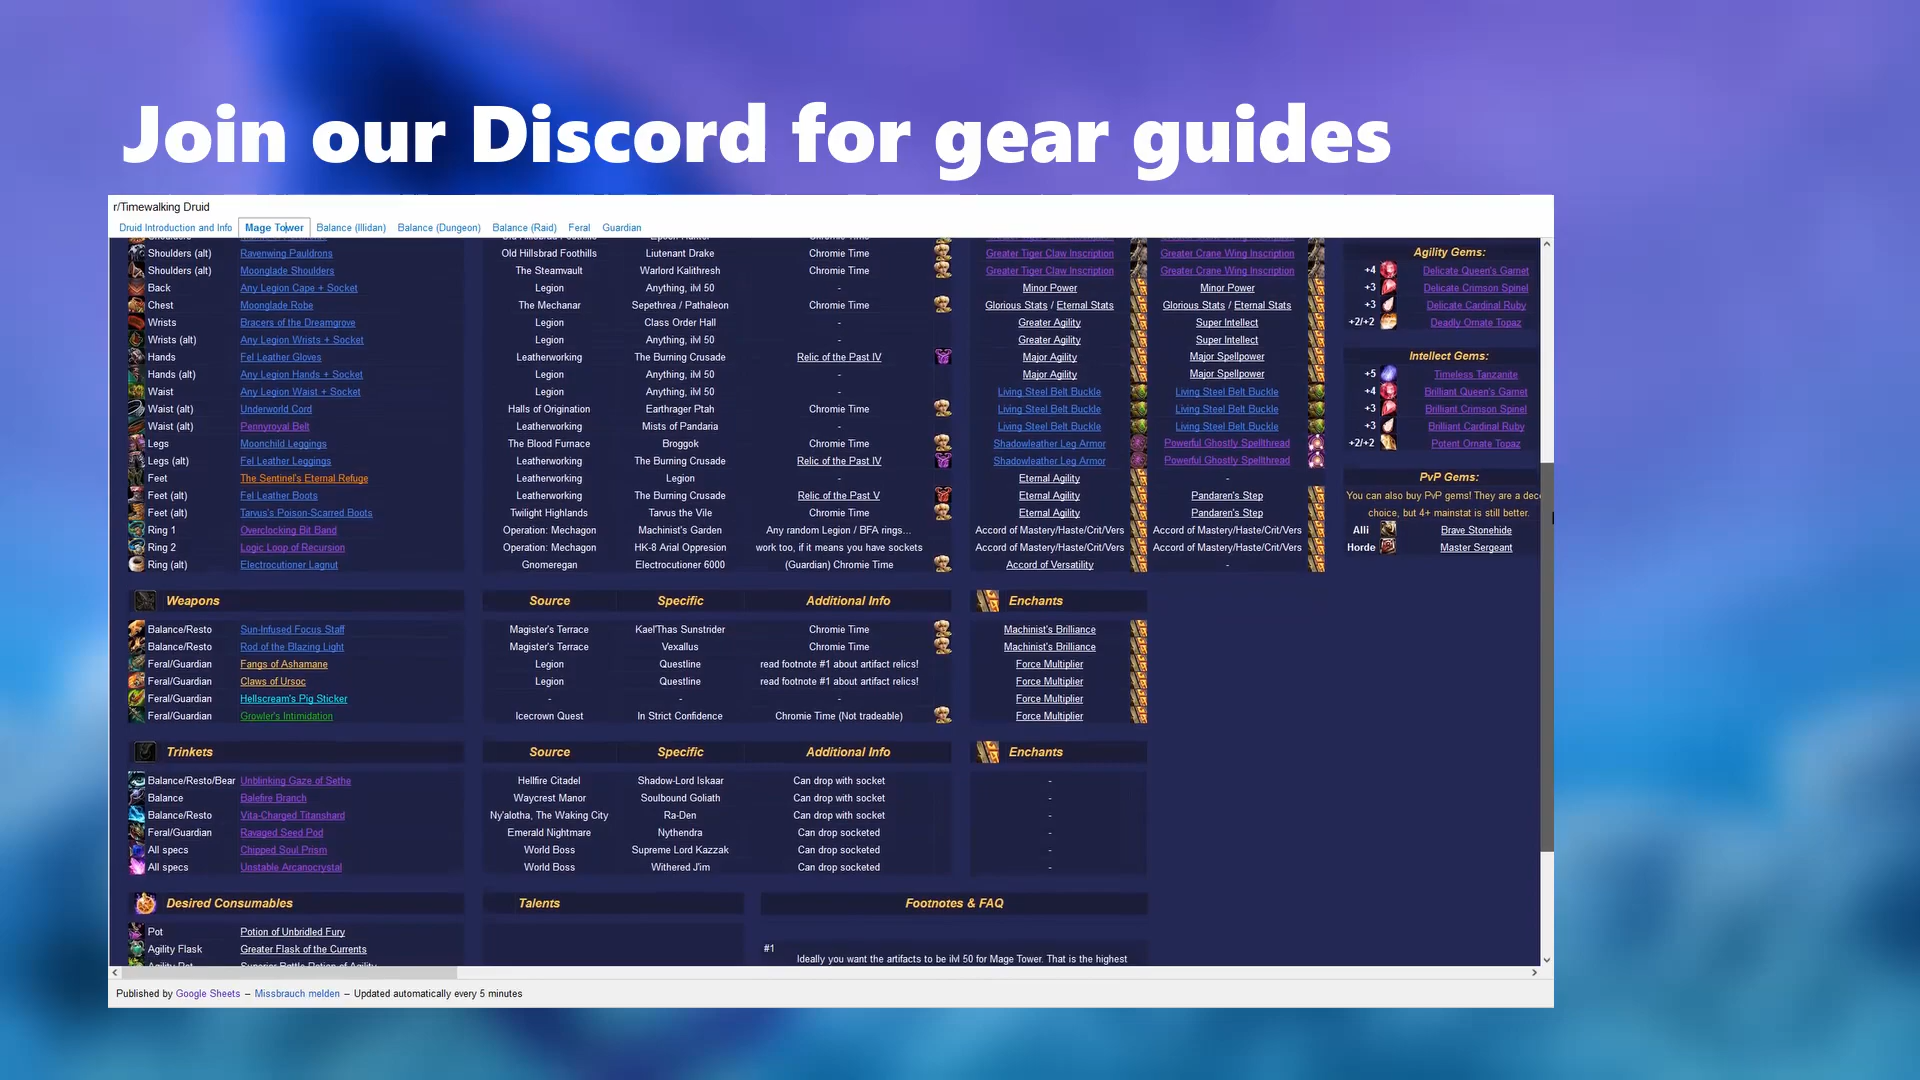 Join our Discord for gear guides
r/Timewalking Druid
Druid Introduction and Info Mage Tower Balance (Illidan) Balance (Dungeon) Balance (Raid) Feral Guardian
Shoulders (alt) Ravenwing Pauldrons Old Hillsbrad Foothills Liutenant Drake Chromie Time Greater Tiger Claw Inscription Greater Crane Wing Inscription Agility Gems:
Shoulders (alt) Moonglade Shoulders The Steamvault Warlord Kalithresh Chromie Time Greater Tiger Claw Inscription Greater Crane Wing Inscription +4 Delicate Queen's Garnet
Back Any Legion Cape + Socket Legion Anything, ilvl 50 - Minor Power Minor Power +3 Delicate Crimson Spinel
Chest Moonglade Robe The Mechanar Sepethrea / Pathaleon Chromie Time Glorious Stats / Eternal Stats Glorious Stats / Eternal Stats +3 Delicate Cardinal Ruby
Wrists Bracers of the Dreamgrove Legion Class Order Hall - Greater Agility Super Intellect +2/+2 Deadly Ornate Topaz
Wrists (alt) Any Legion Wrists + Socket Legion Anything, ilvl 50 - Greater Agility Super Intellect
Hands Fel Leather Gloves Leatherworking The Burning Crusade Relic of the Past IV Major Agility Major Spellpower Intellect Gems:
Hands (alt) Any Legion Hands + Socket Legion Anything, ilvl 50 - Major Agility Major Spellpower +5 Timeless Tanzanite
Waist Any Legion Waist + Socket Legion Anything, ilvl 50 - Living Steel Belt Buckle Living Steel Belt Buckle +4 Brilliant Queen's Garnet
Waist (alt) Underworld Cord Halls of Origination Earthrager Ptah Chromie Time Living Steel Belt Buckle Living Steel Belt Buckle +3 Brilliant Crimson Spinel
Waist (alt) Pennyroyal Belt Leatherworking Mists of Pandaria - Living Steel Belt Buckle Living Steel Belt Buckle +3 Brilliant Cardinal Ruby
Legs Moonchild Leggings The Blood Furnace Broggok Chromie Time Shadowleather Leg Armor Powerful Ghostly Spellthread +2/+2 Potent Ornate Topaz
Legs (alt) Fel Leather Leggings Leatherworking The Burning Crusade Relic of the Past IV Shadowleather Leg Armor Powerful Ghostly Spellthread
Feet The Sentinel's Eternal Refuge Leatherworking Legion Eternal Agility - PvP Gems:
Feet (alt) Fel Leather Boots Leatherworking The Burning Crusade Relic of the Past V Eternal Agility Pandaren's Step You can also buy PvP gems! They are a dec
Feet (alt) Tarvus's Poison-Scarred Boots Twilight Highlands Tarvus the Vile Chromie Time Eternal Agility Pandaren's Step choice, but 4+ mainstat is still better.
Ring 1 Overclocking Bit Band Operation: Mechagon Machinist's Garden Any random Legion / BFA rings... Accord of Mastery/Haste/Crit/Vers Accord of Mastery/Haste/Crit/Vers Alli Brave Stonehide
Ring 2 Logic Loop of Recursion Operation: Mechagon HK-8 Arial Oppresion work too, if it means you have sockets Accord of Mastery/Haste/Crit/Vers Accord of Mastery/Haste/Crit/Vers Horde Master Sergeant
Ring (alt) Electrocutioner Lagnut Gnomeregan Electrocutioner 6000 (Guardian) Chromie Time Accord of Versatility -
Weapons Source Specific Additional Info Enchants
Balance/Resto Sun-Infused Focus Staff Magister's Terrace Kael'Thas Sunstrider Chromie Time Machinist's Brilliance
Balance/Resto Rod of the Blazing Light Magister's Terrace Vexallus Chromie Time Machinist's Brilliance
Feral/Guardian Fangs of Ashamane Legion Questline read footnote #1 about artifact relics! Force Multiplier
Feral/Guardian Claws of Ursoc Legion Questline read footnote #1 about artifact relics! Force Multiplier
Feral/Guardian Hellscream's Pig Sticker - - - Force Multiplier
Feral/Guardian Growler's Intimidation Icecrown Quest In Strict Confidence Chromie Time (Not tradeable) Force Multiplier
Trinkets Source Specific Additional Info Enchants
Balance/Resto/Bear Unblinking Gaze of Sethe Hellfire Citadel Shadow-Lord Iskaar Can drop with socket -
Balance Balefire Branch Waycrest Manor Soulbound Goliath Can drop with socket -
Balance/Resto Vita-Charged Titanshard Ny'alotha, The Waking City Ra-Den Can drop with socket -
Feral/Guardian Ravaged Seed Pod Emerald Nightmare Nythendra Can drop socketed -
All specs Chipped Soul Prism World Boss Supreme Lord Kazzak Can drop socketed -
All specs Unstable Arcanocrystal World Boss Withered J'im Can drop socketed -
Desired Consumables Talents Footnotes & FAQ
Pot Potion of Unbridled Fury
Agility Flask Greater Flask of the Currents #1
Agility Pot Superior Battle Potion of Agility Ideally you want the artifacts to be ilvl 50 for Mage Tower. That is the highest
Published by Google Sheets – Missbrauch melden – Updated automatically every 5 minutes